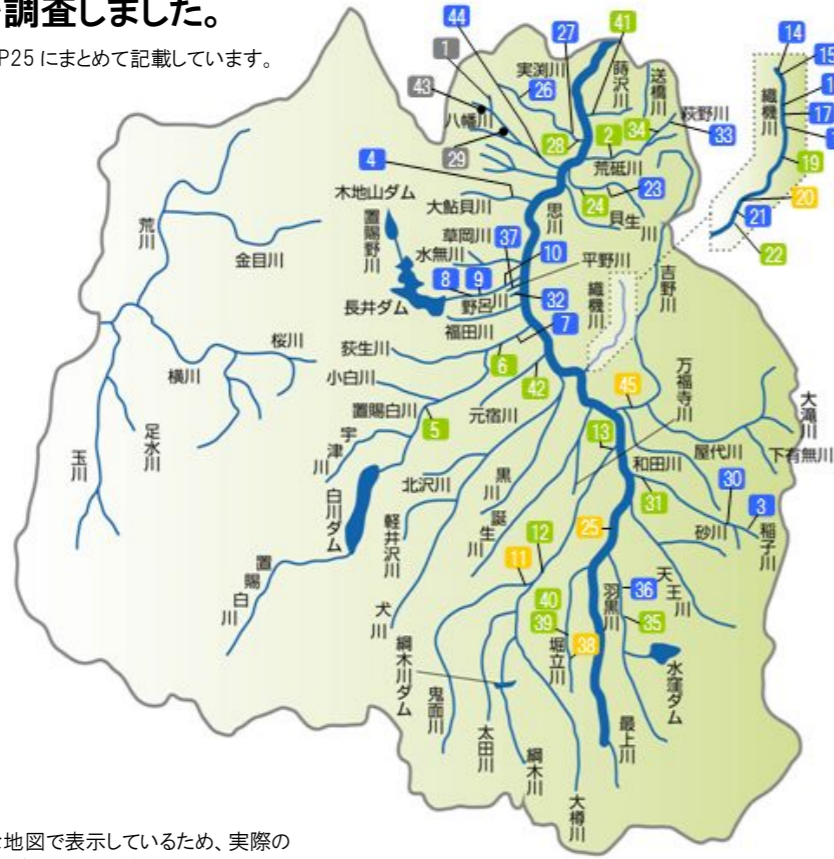 調査しました。
P25 にまとめて記載しています。
44
27
41
14
15
1
実渕川
蒔沢川
送橋川
43
26
萩野川
織機川
17
八幡川
34
33
28
2
29
荒砥川
19
4
23
20
木地山ダム
24
貝生川
21
大鮎貝川
思川
22
荒川
置賜野川
草岡川
37
水無川
10
平野川
吉野川
金目川
8
9
織機川
長井ダム
野呂川
32
福田川
7
桜川
荻生川
6
万福寺川
横川
小白川
42
45
大滝川
置賜白川
元宿川
足水川
5
13
屋代川
宇津川
和田川
下有無川
玉川
北沢川
黒川
30
31
3
白川ダム
軽井沢川
誕生川
12
25
砂川
稲子川
11
天王川
置賜白川
36
犬川
40
羽黒川
35
39
綱木川ダム
堀立川
38
鬼面川
水窪ダム
太田川
最上川
綱木川
大樽川
な地図で表示しているため、実際の